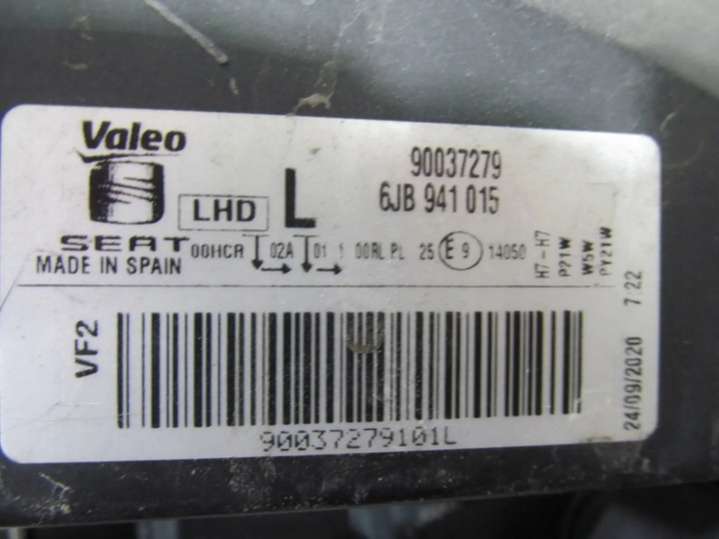 Valeo
90037279
LHD L 6JB 941 015
SEAT
00HCR 02A 01 1 00RL PL 25 E 9 14050
MADE IN SPAIN
H7-H7
P21W
W5W
PY21W
VF2
24/09/2020 7:22
90037279101L